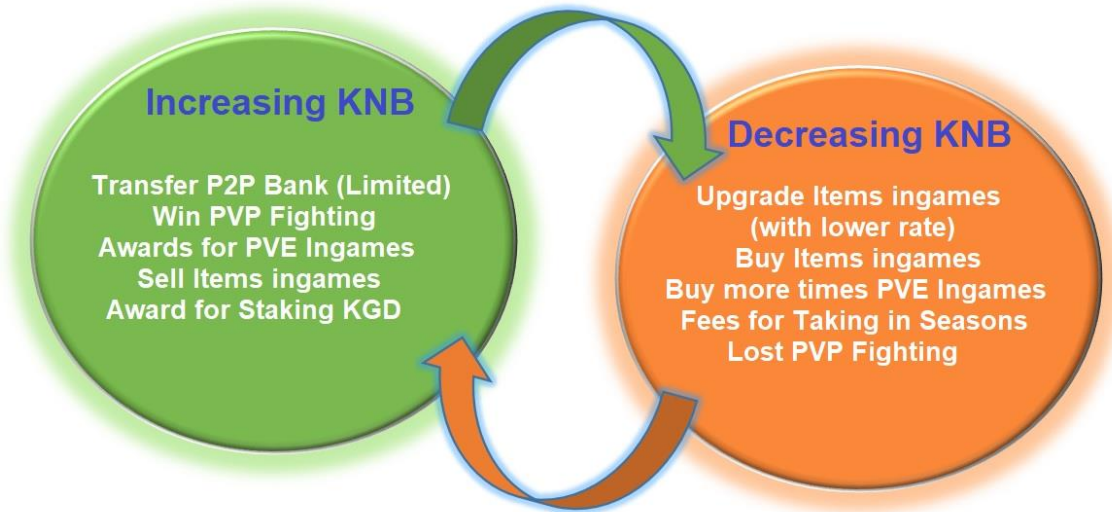 Increasing KNB
Transfer P2P Bank (Limited)
Win PVP Fighting
Awards for PVE Ingames
Sell Items ingames
Award for Staking KGD
Decreasing KNB
Upgrade Items ingames
(with lower rate)
Buy Items ingames
Buy more times PVE Ingames
Fees for Taking in Seasons
Lost PVP Fighting